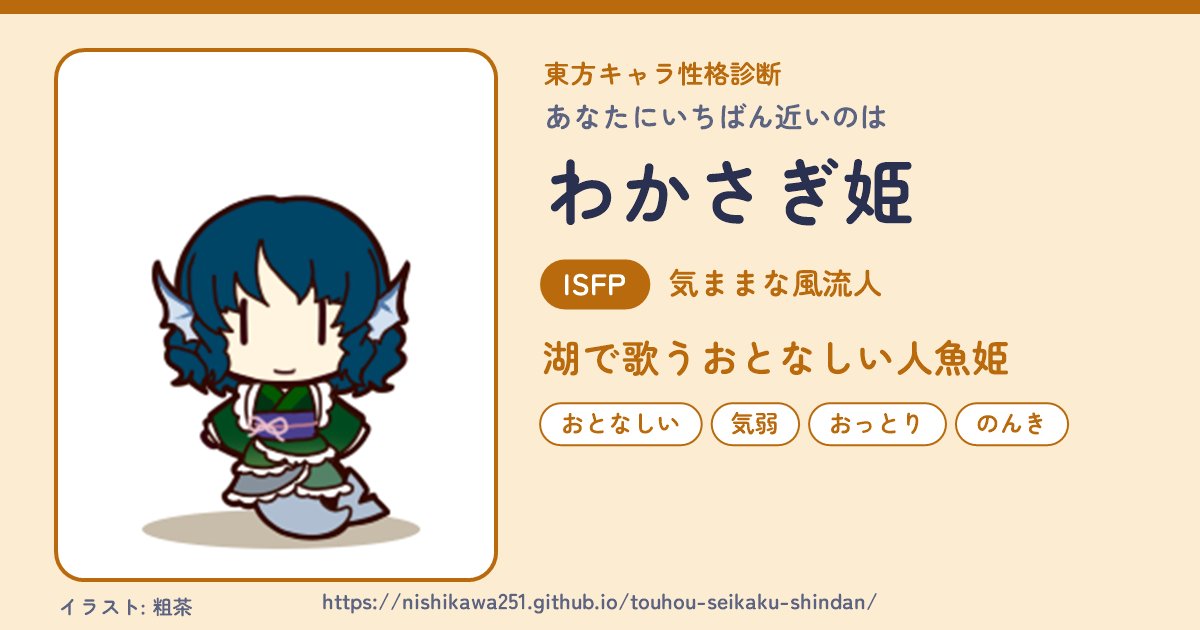 東方キャラ性格診断
あなたにいちばん近いのは
わかさぎ姫
ISFP 気ままな風流人
湖で歌うおとなしい人魚姫
おとなしい 気弱 おっとり のんき
イラスト: 粗茶
https://nishikawa251.github.io/touhou-seikaku-shindan/